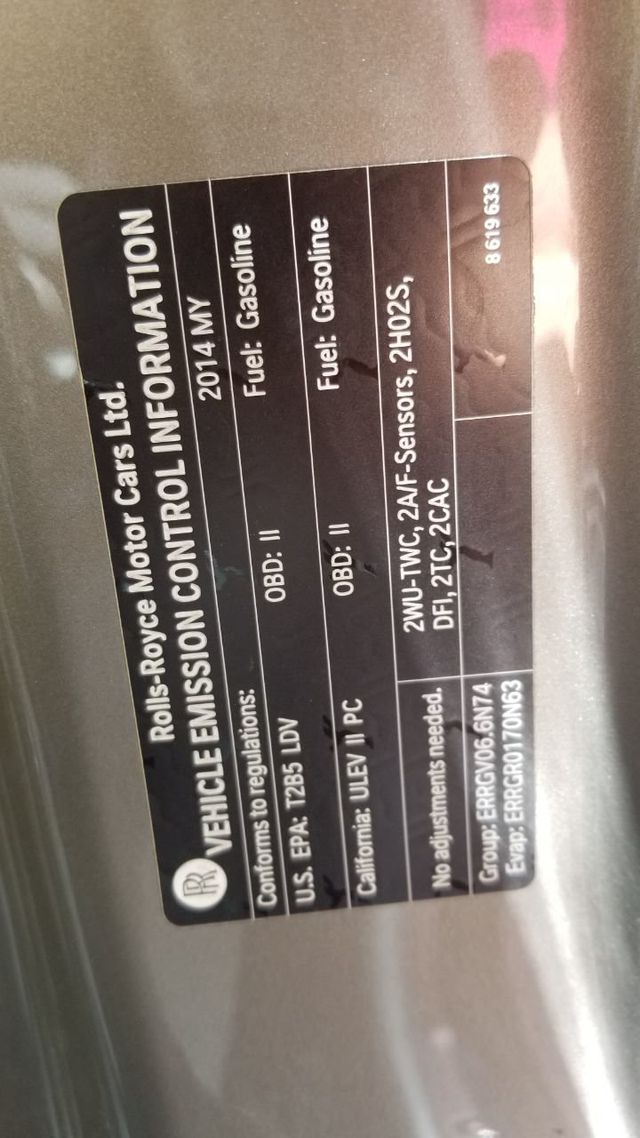 Rolls-Royce Motor Cars Ltd.
RR VEHICLE EMISSION CONTROL INFORMATION
Conforms to regulations: 2014 MY
U.S. EPA: T2B5 LDV OBD: II Fuel: Gasoline
California: ULEV II PC OBD: II Fuel: Gasoline
No adjustments needed. 2WU-TWC, 2A/F-Sensors, 2HO2S,
DFI, 2TC, 2CAC
Group: ERRGV06.6N74
Evap: ERRGR0170N63
8 619 633